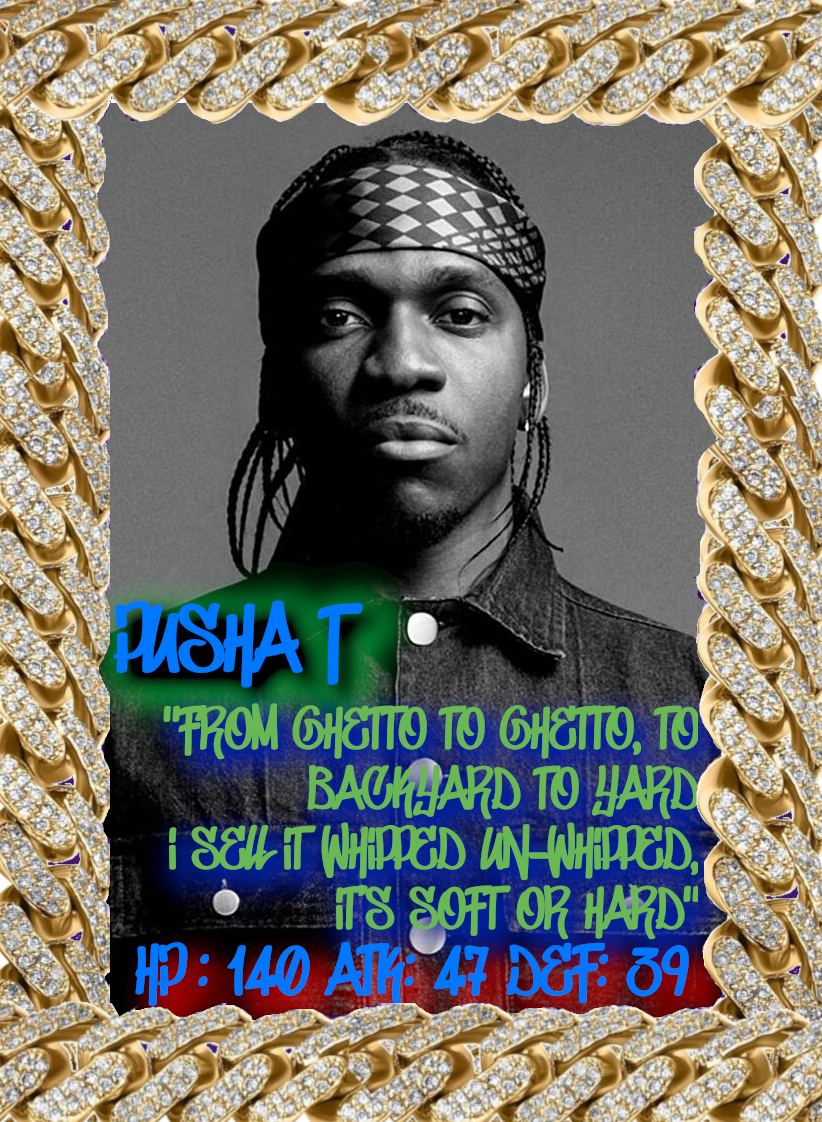 PUSHA T
"FROM GHETTO TO GHETTO, TO
BACKYARD TO YARD
i SELL iT WHiPPED UN-WHiPPED,
iT'S SOFT OR HARD"
HP : 140 ATK: 47 DEF: 39